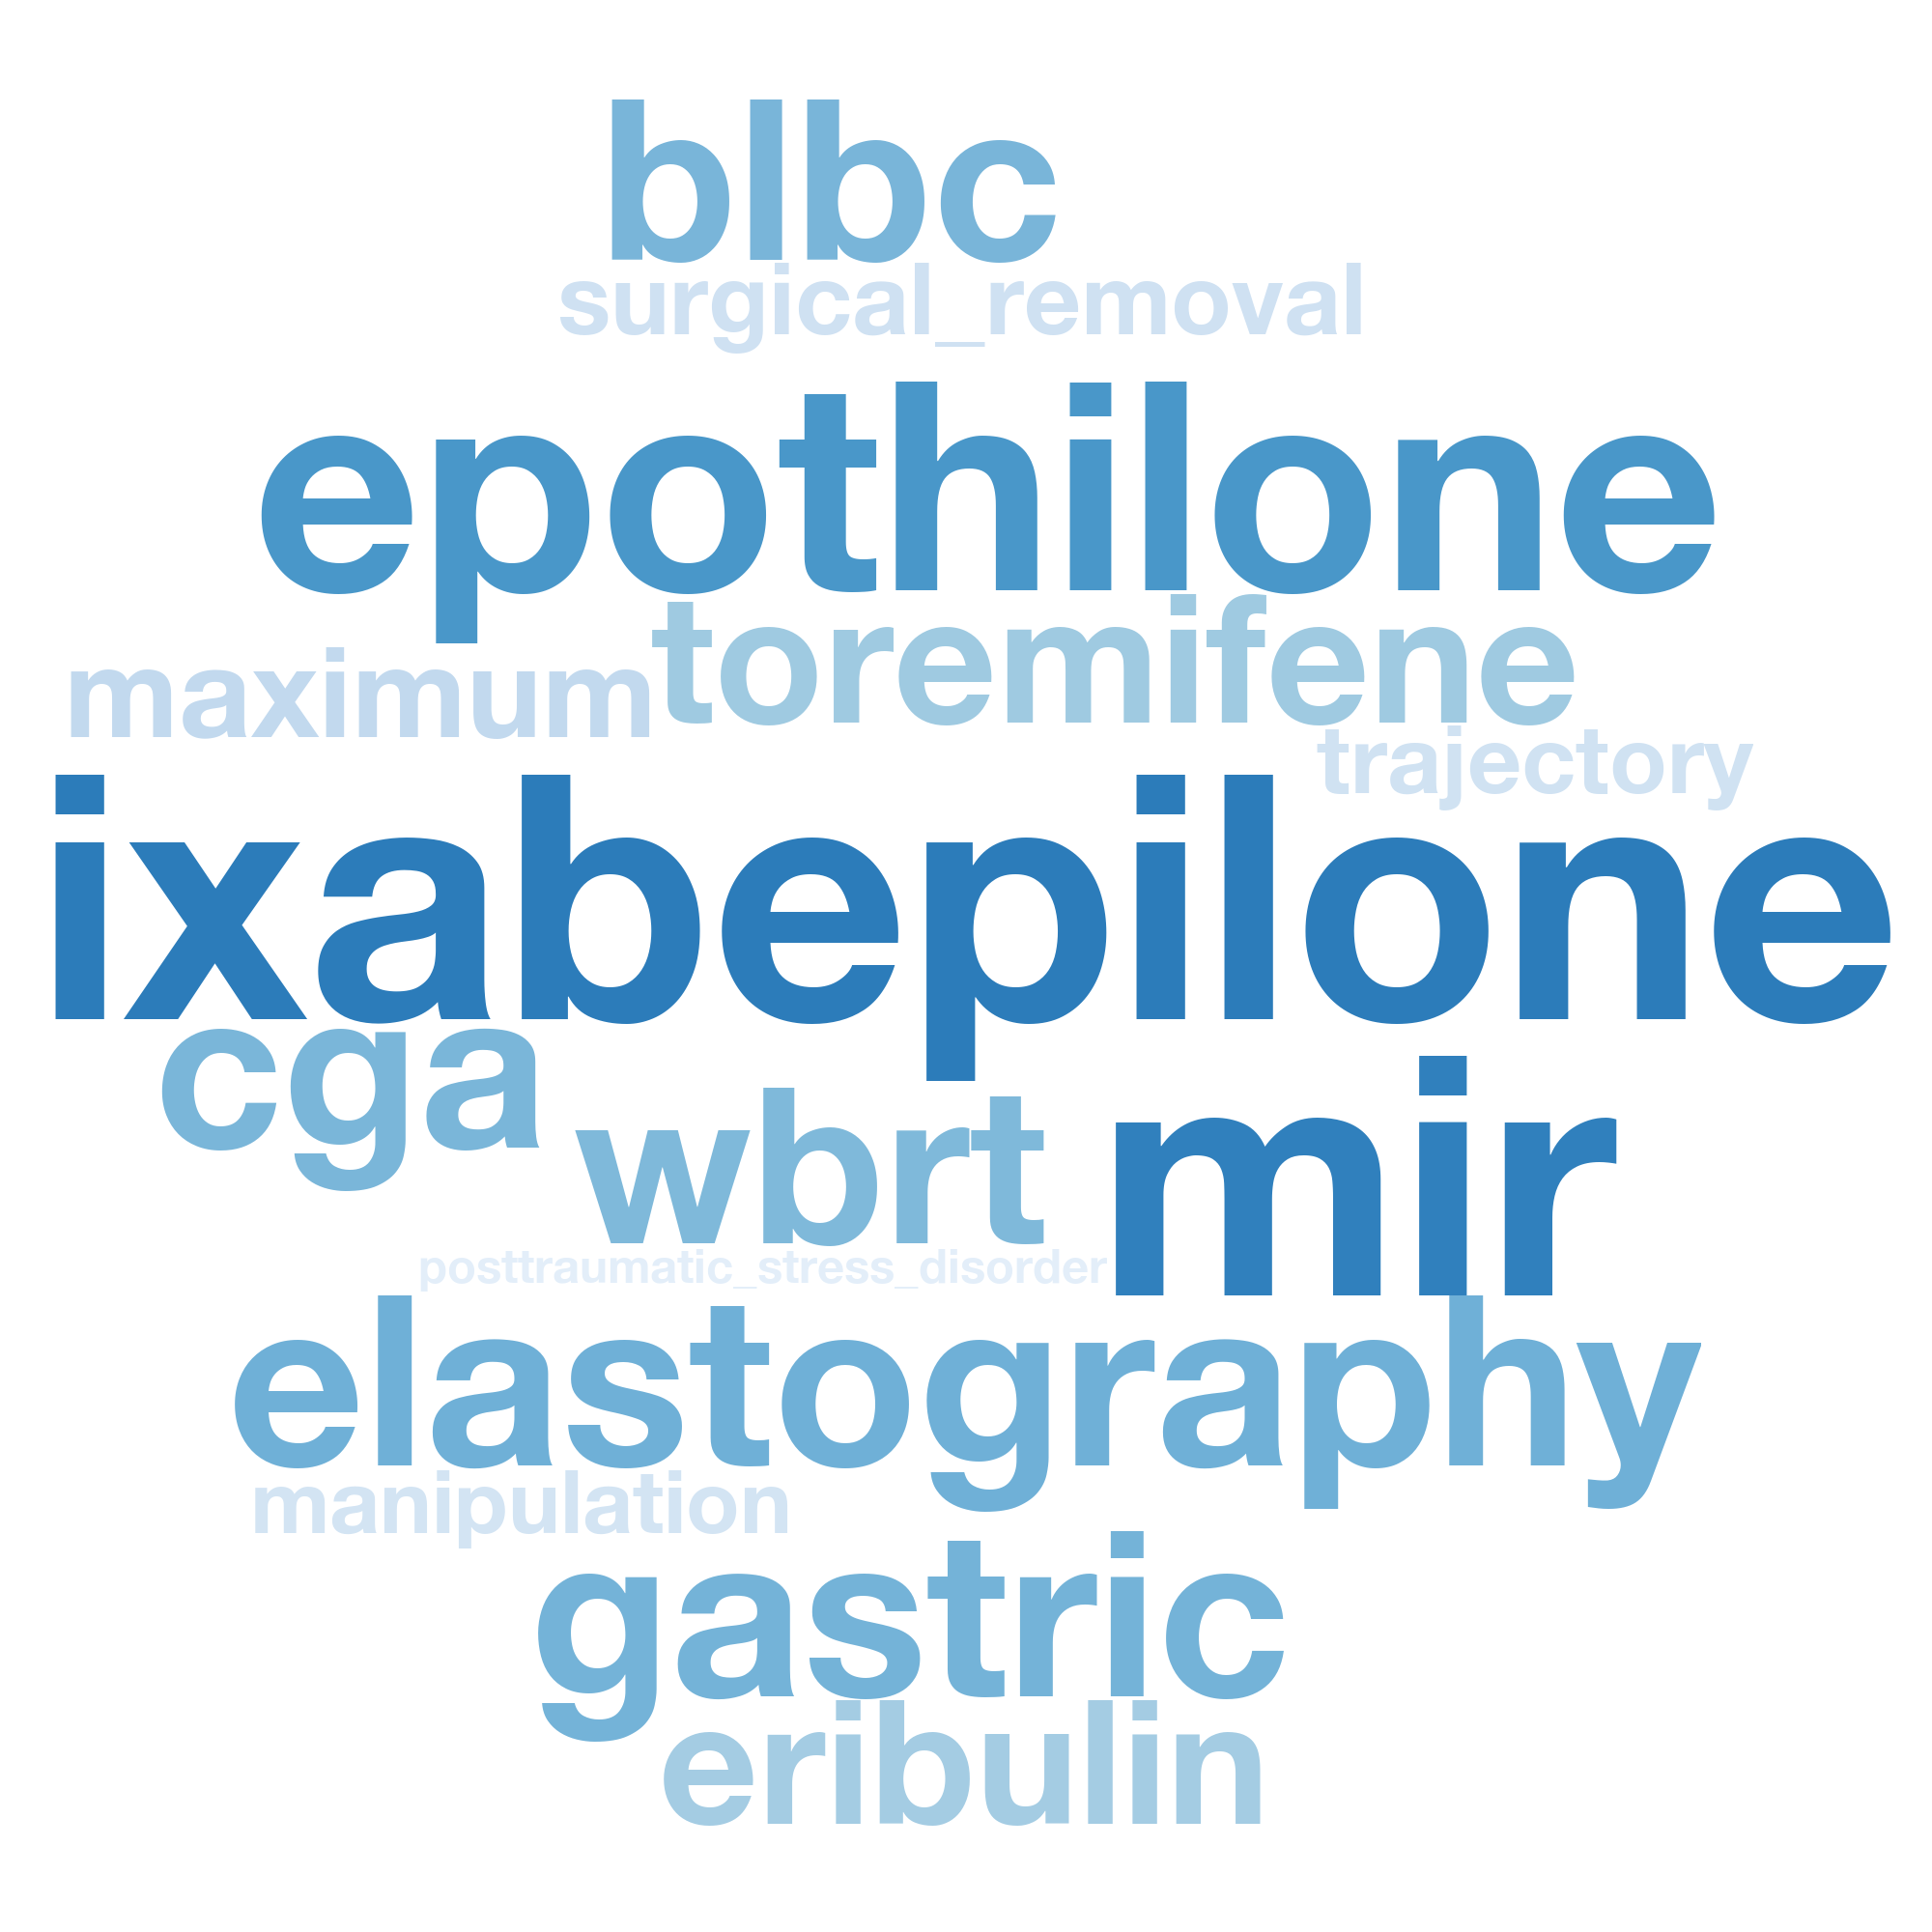 blbc
surgical_removal
epothilone
toremifene
maximum
trajectory
ixabepilone
cga
wbrt
mir
posttraumatic_stress_disorder
elastography
manipulation
gastric
eribulin